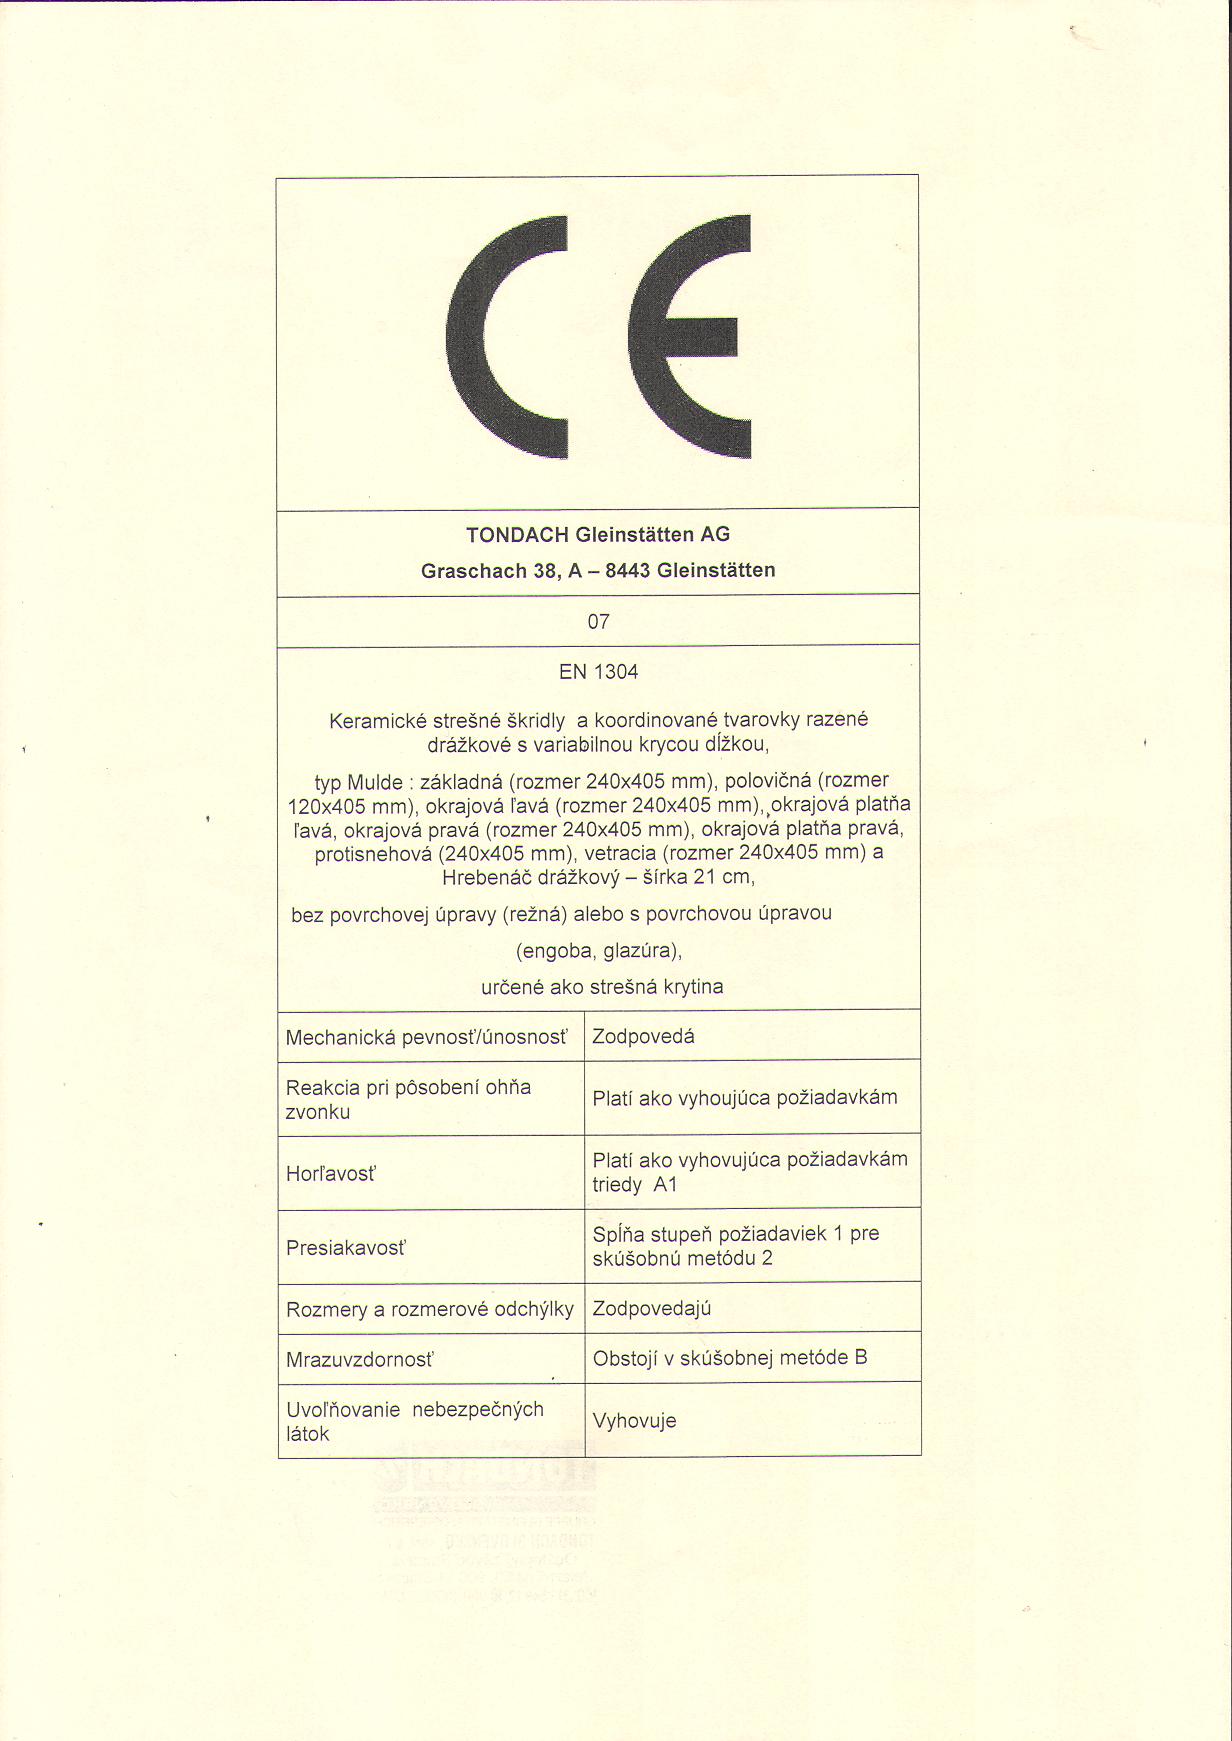 CE
TONDACH Gleinstätten AG
Graschach 38, A – 8443 Gleinstätten
07
EN 1304
Keramické strešné škridly a koordinované tvarovky razené
drážkové s variabilnou krycou dĺžkou,
typ Mulde : základná (rozmer 240x405 mm), polovičná (rozmer
120x405 mm), okrajová ľavá (rozmer 240x405 mm), okrajová platňa
ľavá, okrajová pravá (rozmer 240x405 mm), okrajová platňa pravá,
protisnehová (240x405 mm), vetracia (rozmer 240x405 mm) a
Hrebenáč drážkový – šírka 21 cm,
bez povrchovej úpravy (režná) alebo s povrchovou úpravou
(engoba, glazúra),
určené ako strešná krytina
Mechanická pevnosť/únosnosť Zodpovedá
Reakcia pri pôsobení ohňa
zvonku
Platí ako vyhoujúca požiadavkám
Horľavosť
Platí ako vyhovujúca požiadavkám
triedy A1
Presiakavosť
Spĺňa stupeň požiadaviek 1 pre
skúšobnú metódu 2
Rozmery a rozmerové odchýlky Zodpovedajú
Mrazuvzdornosť Obstojí v skúšobnej metóde B
Uvoľňovanie nebezpečných
látok
Vyhovuje